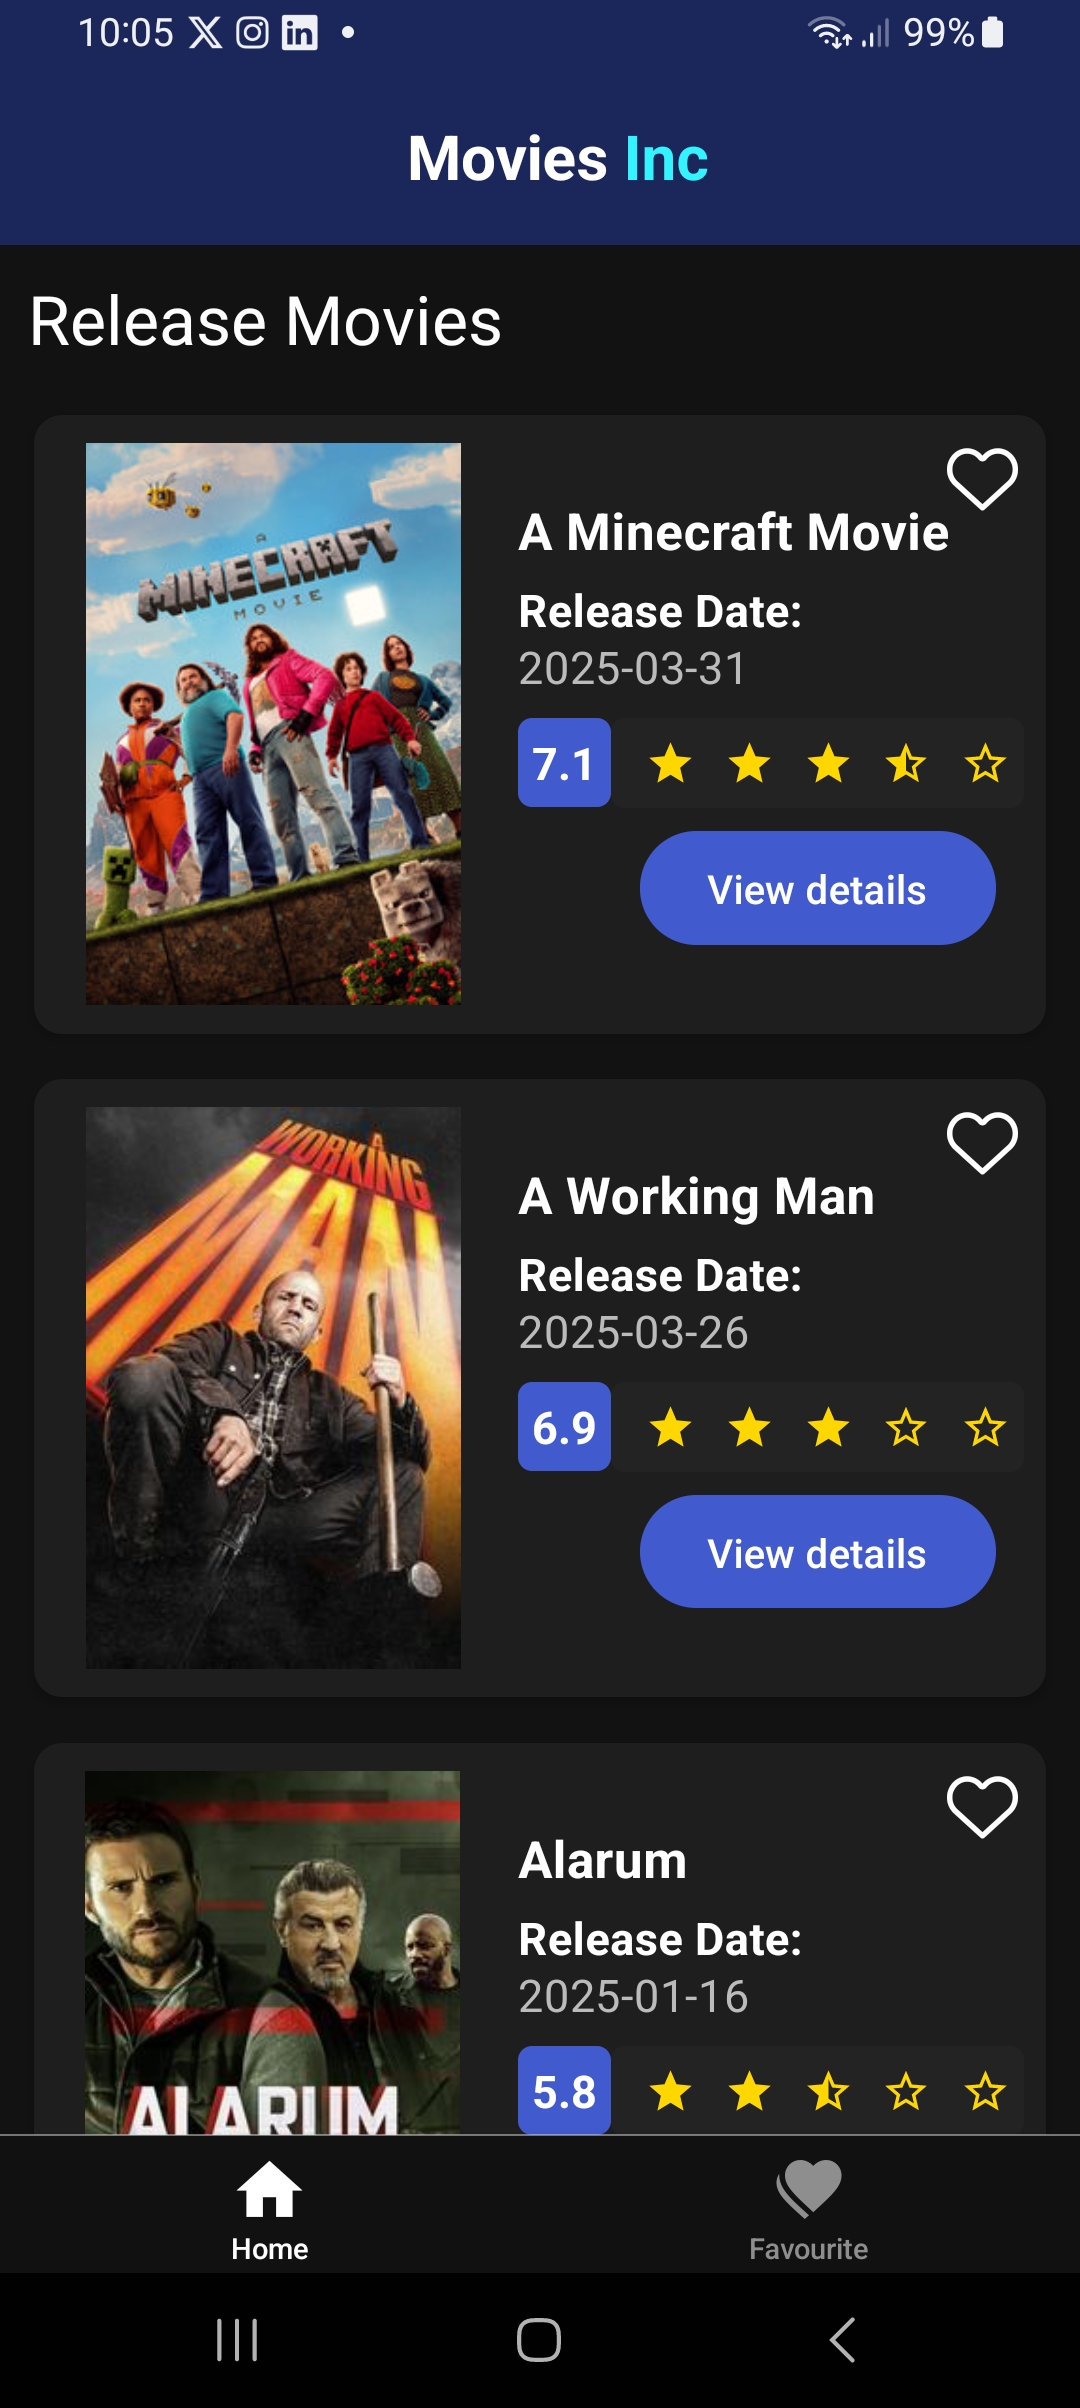 10:05
99%
Movies Inc
Release Movies
A
MINECRAFT
MOVIE
A Minecraft Movie
Release Date:
2025-03-31
7.1
View details
A
WORKING
MAN
A Working Man
Release Date:
2025-03-26
6.9
View details
ALARUM
Alarum
Release Date:
2025-01-16
5.8
Home
Favourite